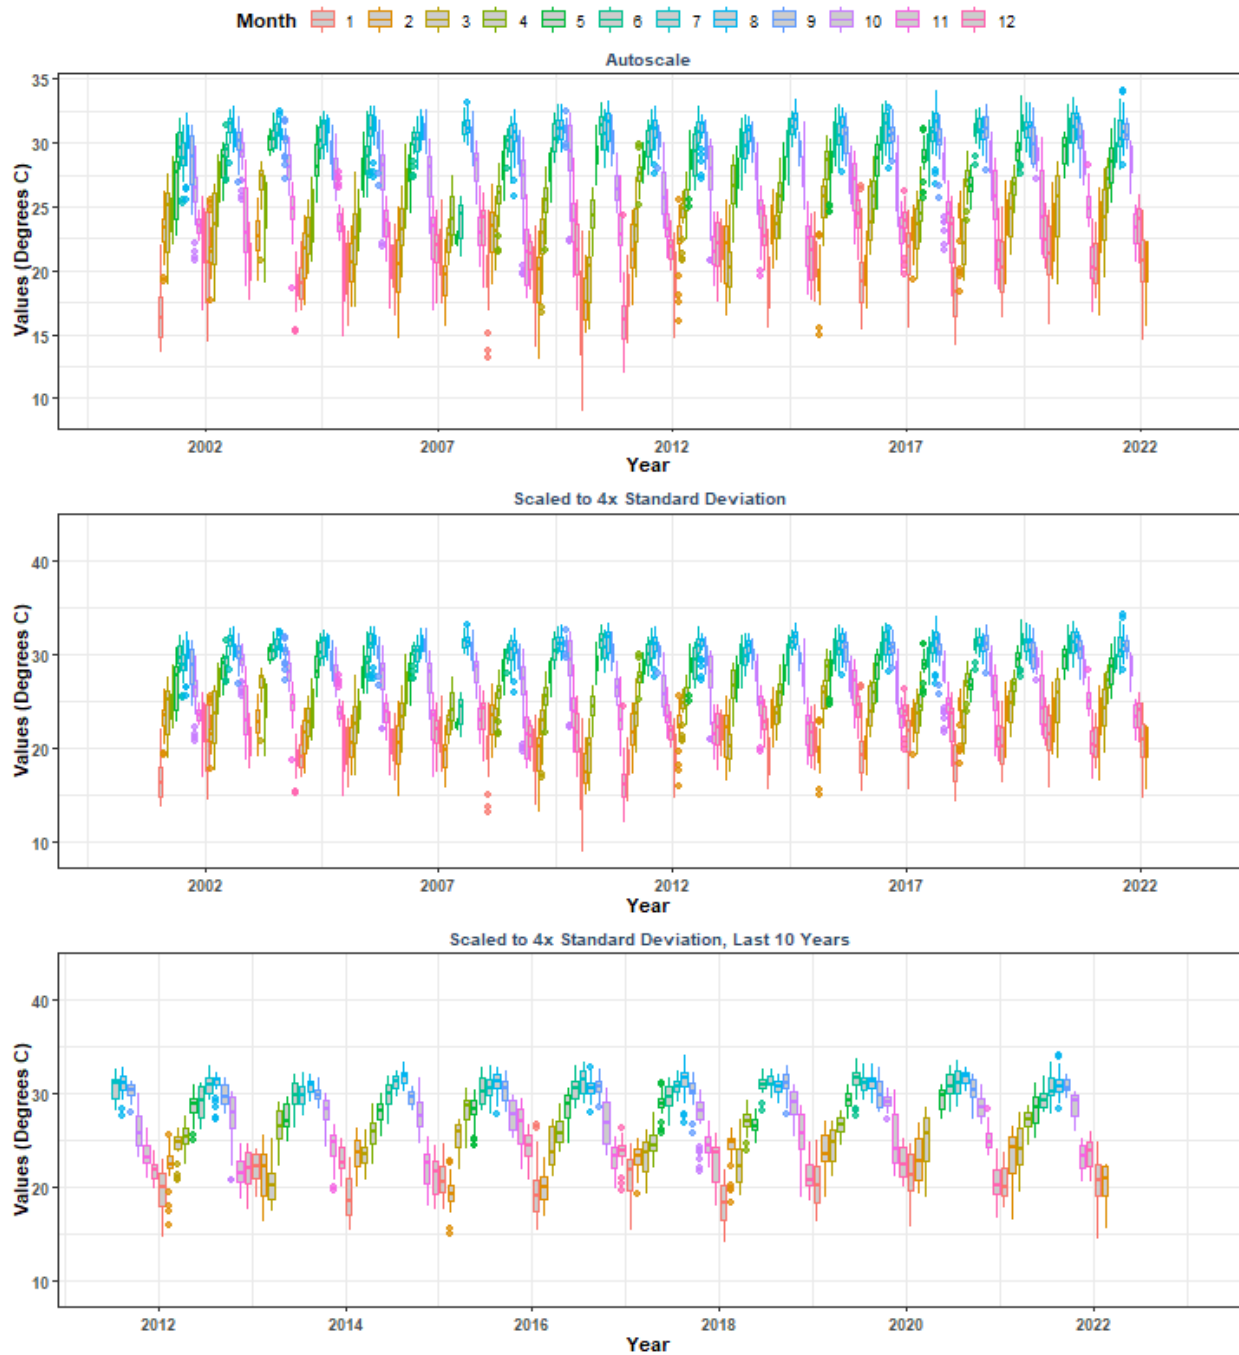 Month 1 2 3 4 5 6 7 8 9 10 11 12
Autoscale
35
30
25
20
15
10
Values (Degrees C)
2002 2007 2012 2017 2022
Year
Scaled to 4x Standard Deviation
40
30
20
10
Values (Degrees C)
2002 2007 2012 2017 2022
Year
Scaled to 4x Standard Deviation, Last 10 Years
40
30
20
10
Values (Degrees C)
2012 2014 2016 2018 2020 2022
Year